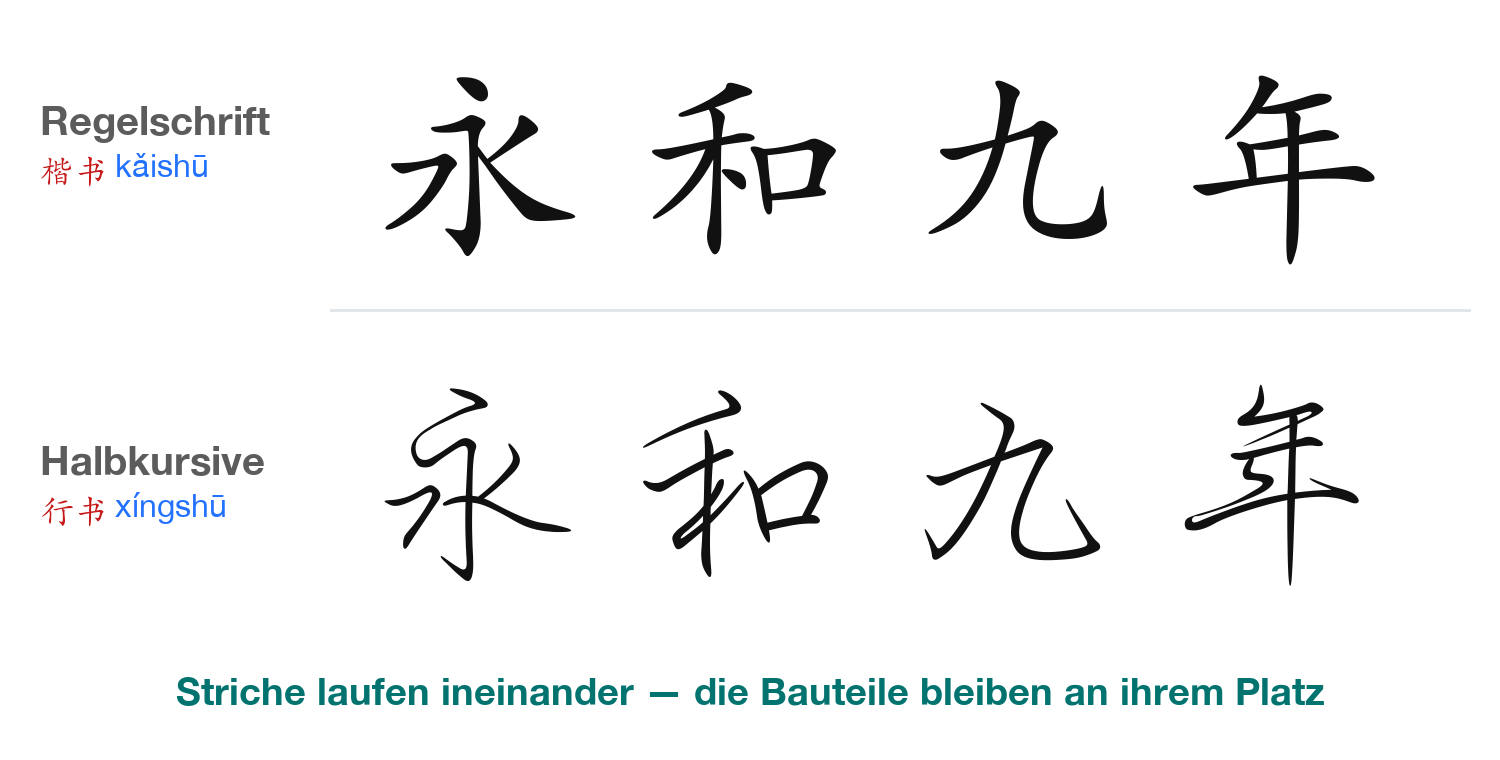 Regelschrift
楷书 kǎishū
永和九年
Halbkursive
行书 xíngshū
永和九年
Striche laufen ineinander — die Bauteile bleiben an ihrem Platz